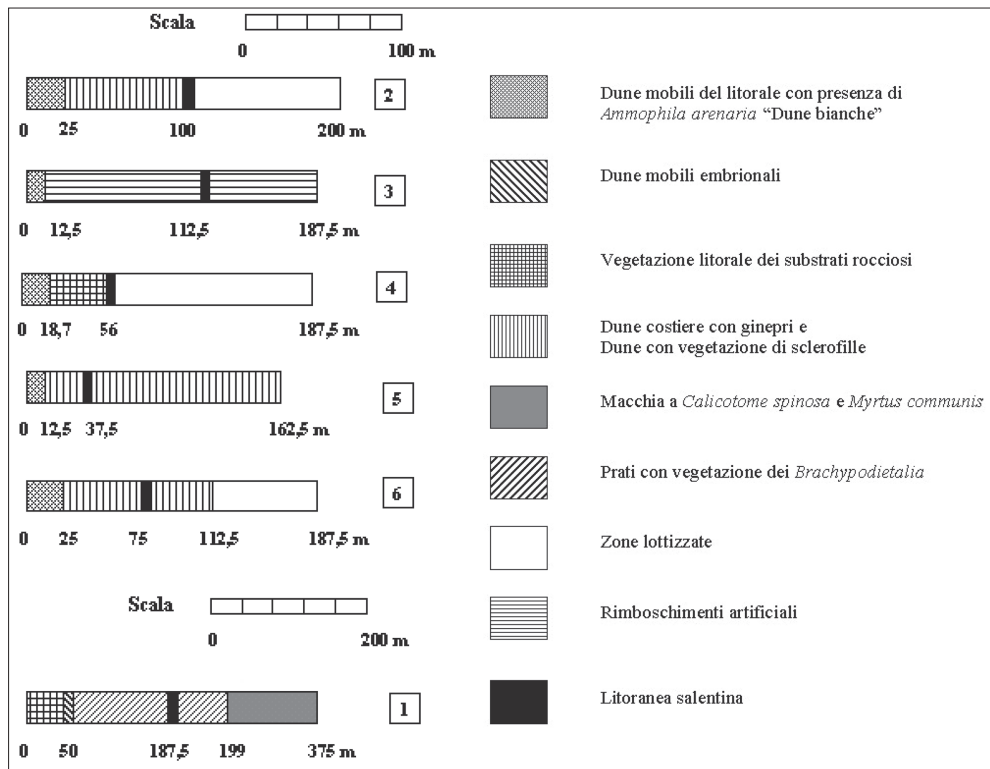 Scala
0 100 m
2
0 25 100 200 m
3
0 12,5 112,5 187,5 m
4
0 18,7 56 187,5 m
5
0 12,5 37,5 162,5 m
6
0 25 75 112,5 187,5 m
Scala
0 200 m
1
0 50 187,5 199 375 m
Dune mobili del litorale con presenza di
Ammophila arenaria “Dune bianche”
Dune mobili embrionali
Vegetazione litorale dei substrati rocciosi
Dune costiere con ginepri e
Dune con vegetazione di sclerofille
Macchia a Calicotome spinosa e Myrtus communis
Prati con vegetazione dei Brachypodietalia
Zone lottizzate
Rimboschimenti artificiali
Litoranea salentina